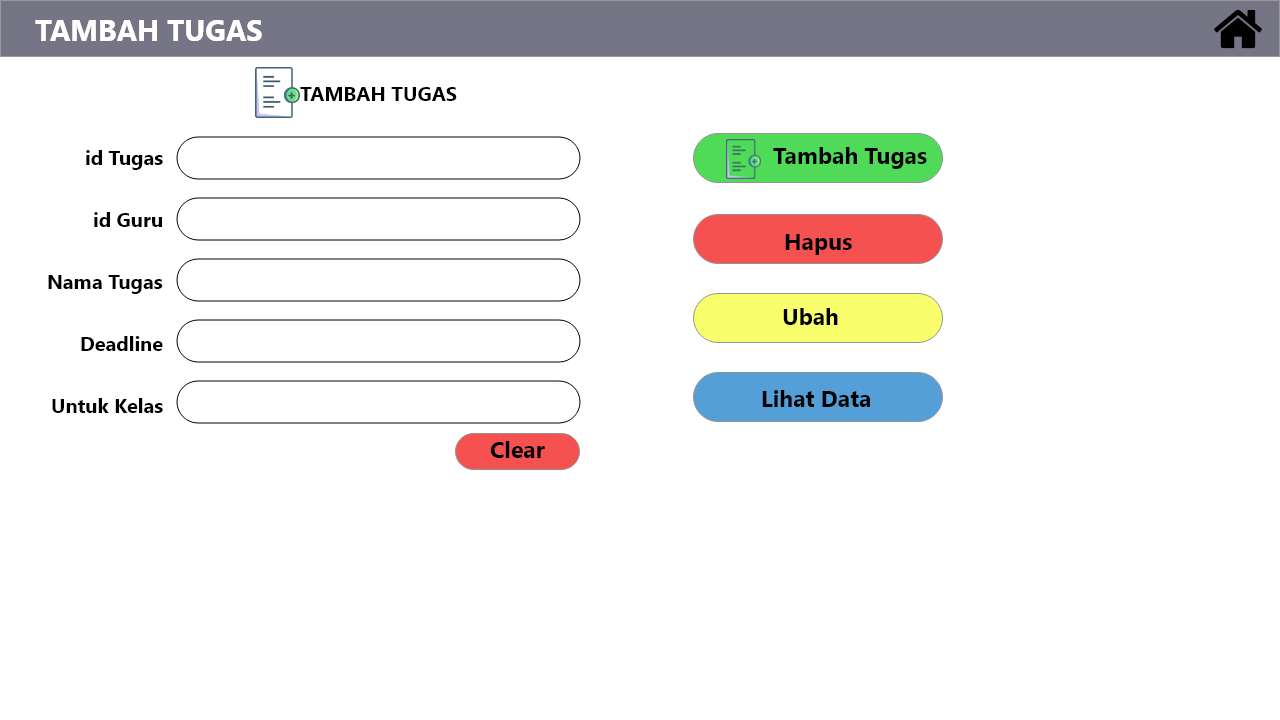 TAMBAH TUGAS
TAMBAH TUGAS
id Tugas
id Guru
Nama Tugas
Deadline
Untuk Kelas
Clear
Tambah Tugas
Hapus
Ubah
Lihat Data